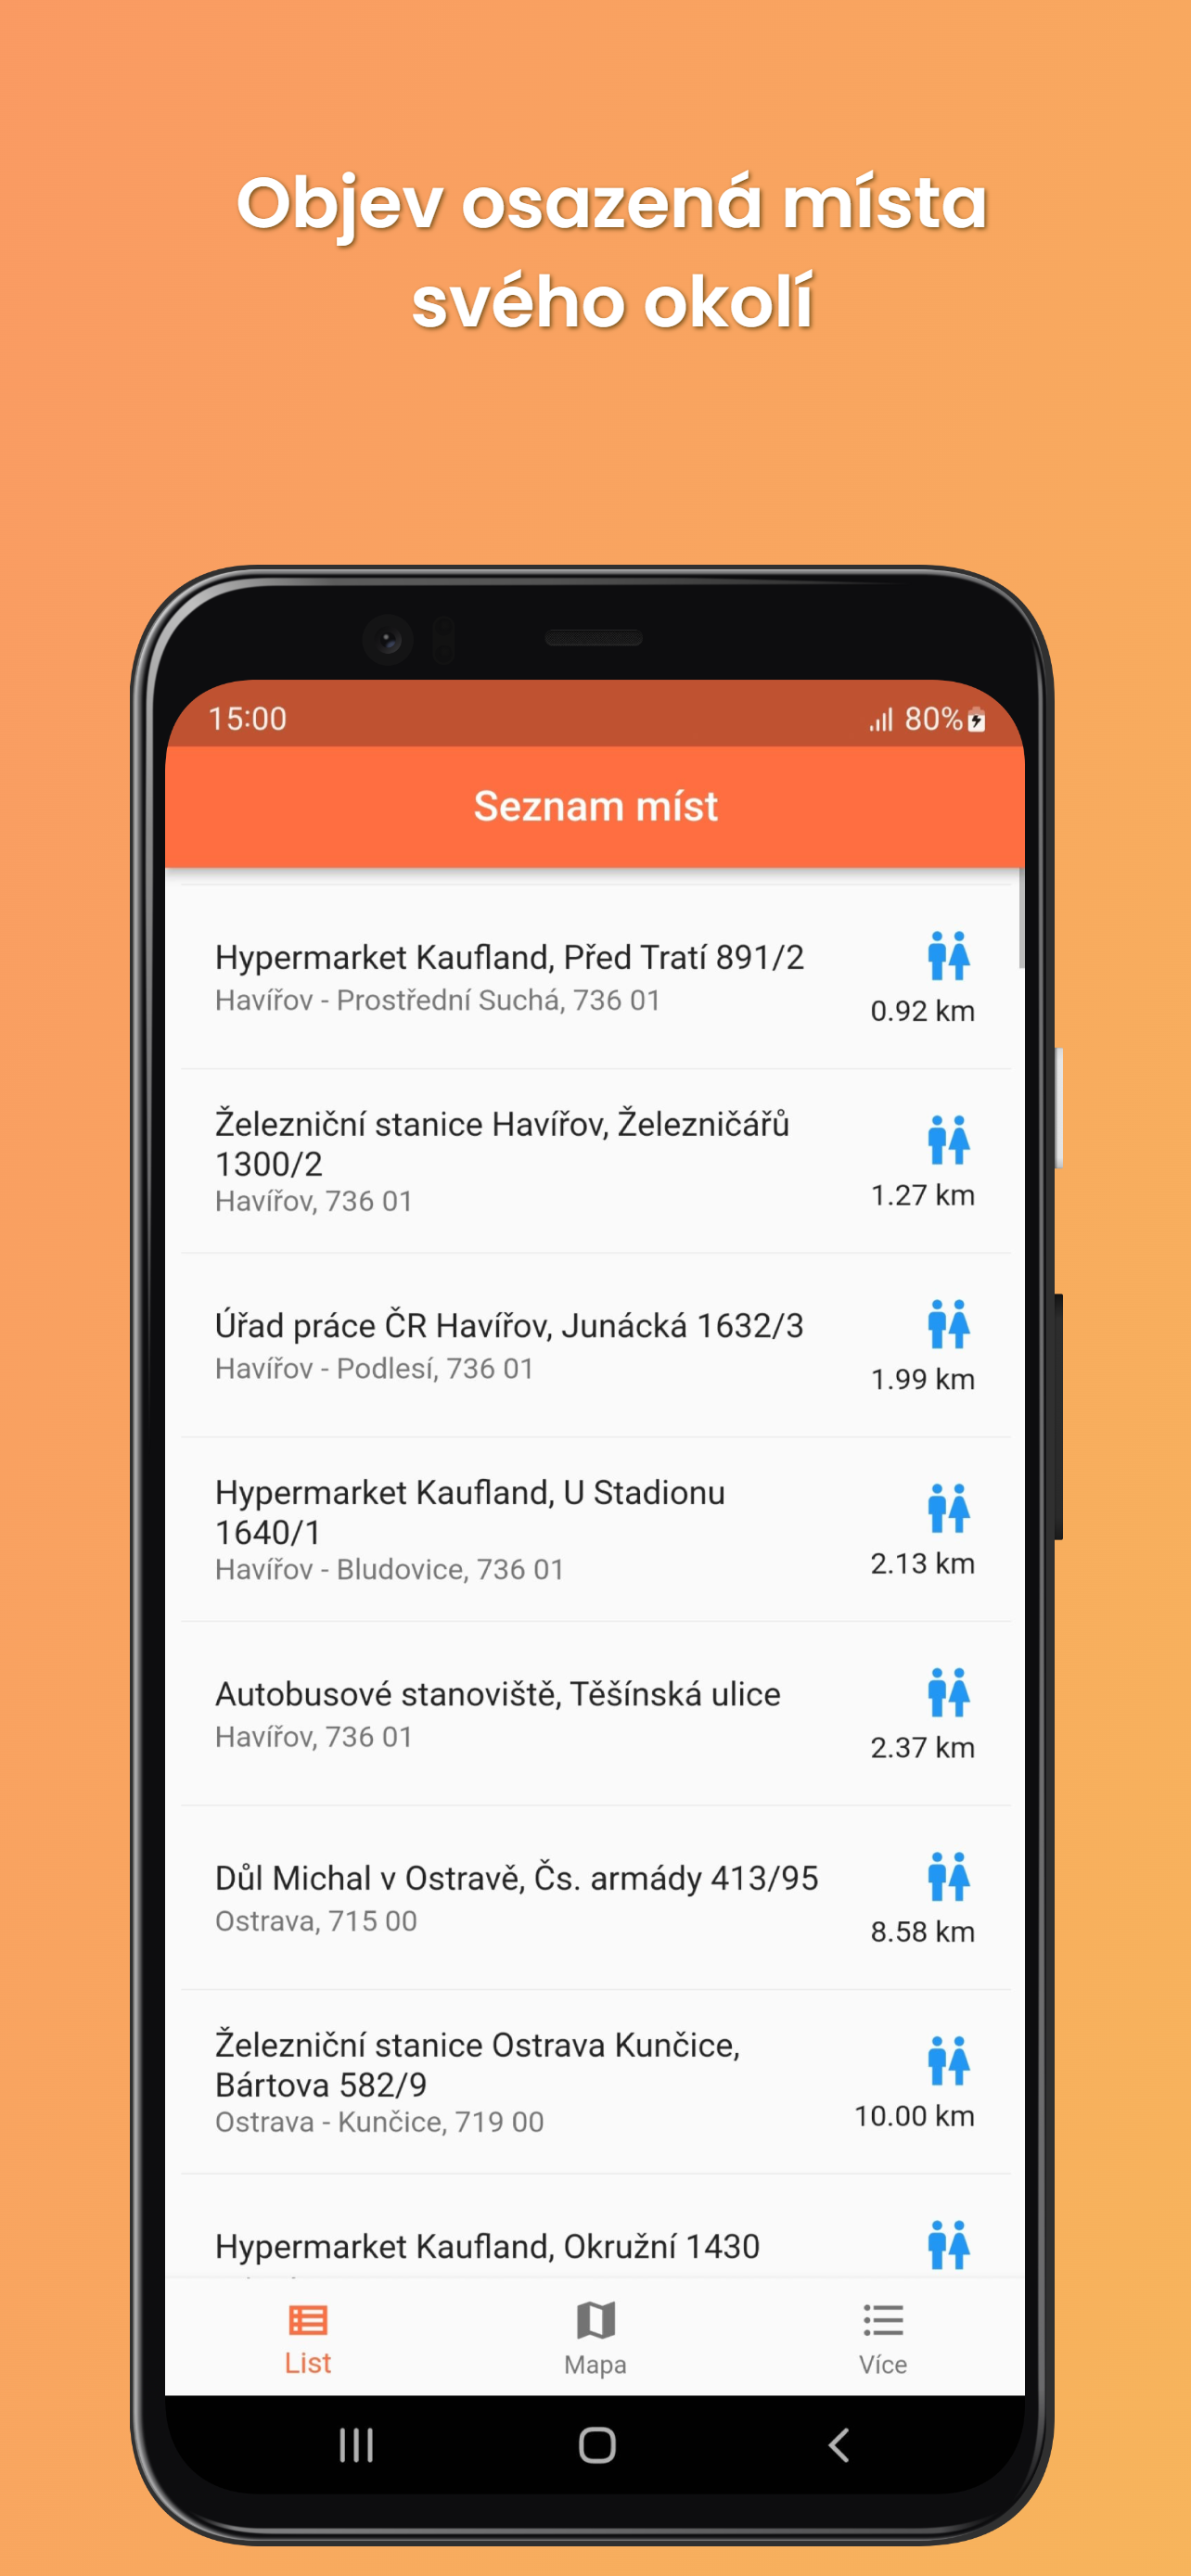 Objev osazená místa
svého okolí
15:00
80%
Seznam míst
Hypermarket Kaufland, Před Tratí 891/2
Havířov - Prostřední Suchá, 736 01
0.92 km
Železniční stanice Havířov, Železničářů
1300/2
Havířov, 736 01
1.27 km
Úřad práce ČR Havířov, Junácká 1632/3
Havířov - Podlesí, 736 01
1.99 km
Hypermarket Kaufland, U Stadionu
1640/1
Havířov - Bludovice, 736 01
2.13 km
Autobusové stanoviště, Těšínská ulice
Havířov, 736 01
2.37 km
Důl Michal v Ostravě, Čs. armády 413/95
Ostrava, 715 00
8.58 km
Železniční stanice Ostrava Kunčice,
Bártova 582/9
Ostrava - Kunčice, 719 00
10.00 km
Hypermarket Kaufland, Okružní 1430
List
Mapa
Více